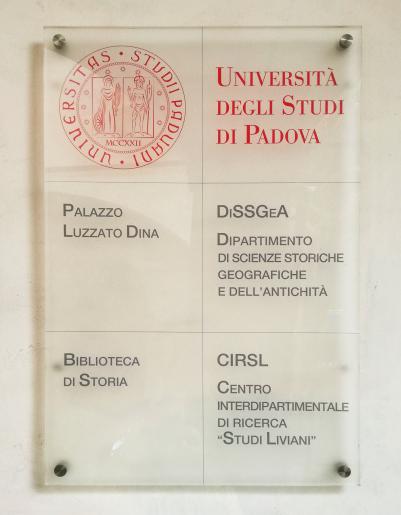 UNIVERSITAS STUDII PADUANI
MCCXXII
UNIVERSITÀ
DEGLI STUDI
DI PADOVA
PALAZZO
LUZZATO DINA
DiSSGeA
DIPARTIMENTO
DI SCIENZE STORICHE
GEOGRAFICHE
E DELL'ANTICHITÀ
BIBLIOTECA
DI STORIA
CIRSL
CENTRO
INTERDIPARTIMENTALE
DI RICERCA
"STUDI LIVIANI"